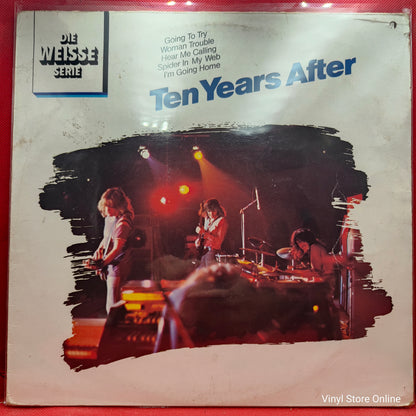 DIE
WEISSE
SERIE
Going To Try
Woman Trouble
Hear Me Calling
Spider In My Web
I'm Going Home
Ten Years After
Vinyl Store Online